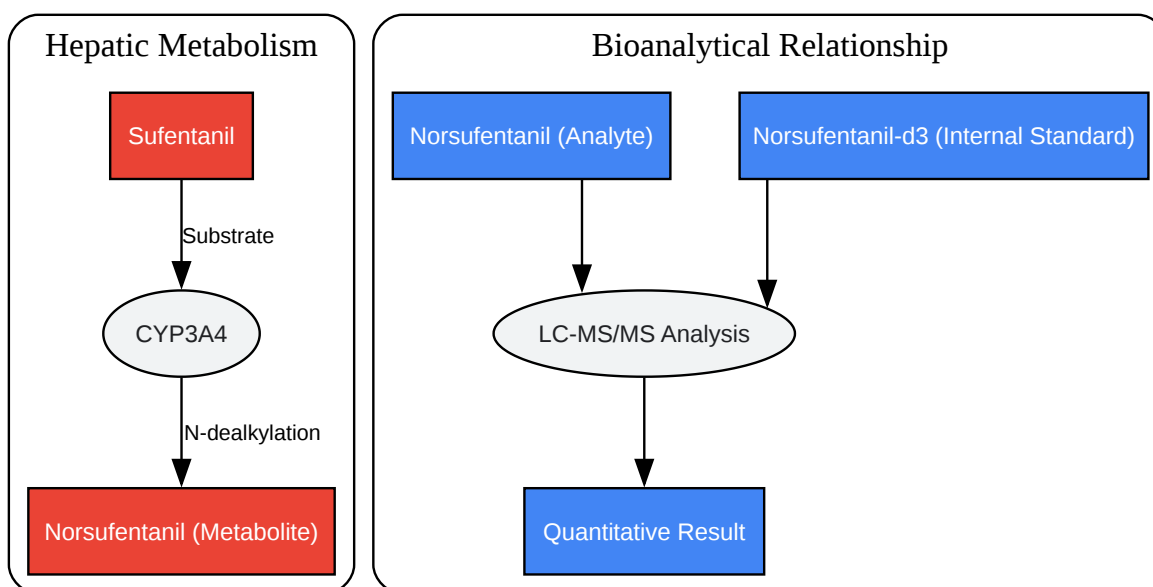 Hepatic Metabolism
Sufentanil
Substrate
CYP3A4
N-dealkylation
Norsufentanil (Metabolite)
Bioanalytical Relationship
Norsufentanil (Analyte)
Norsufentanil-d3 (Internal Standard)
LC-MS/MS Analysis
Quantitative Result